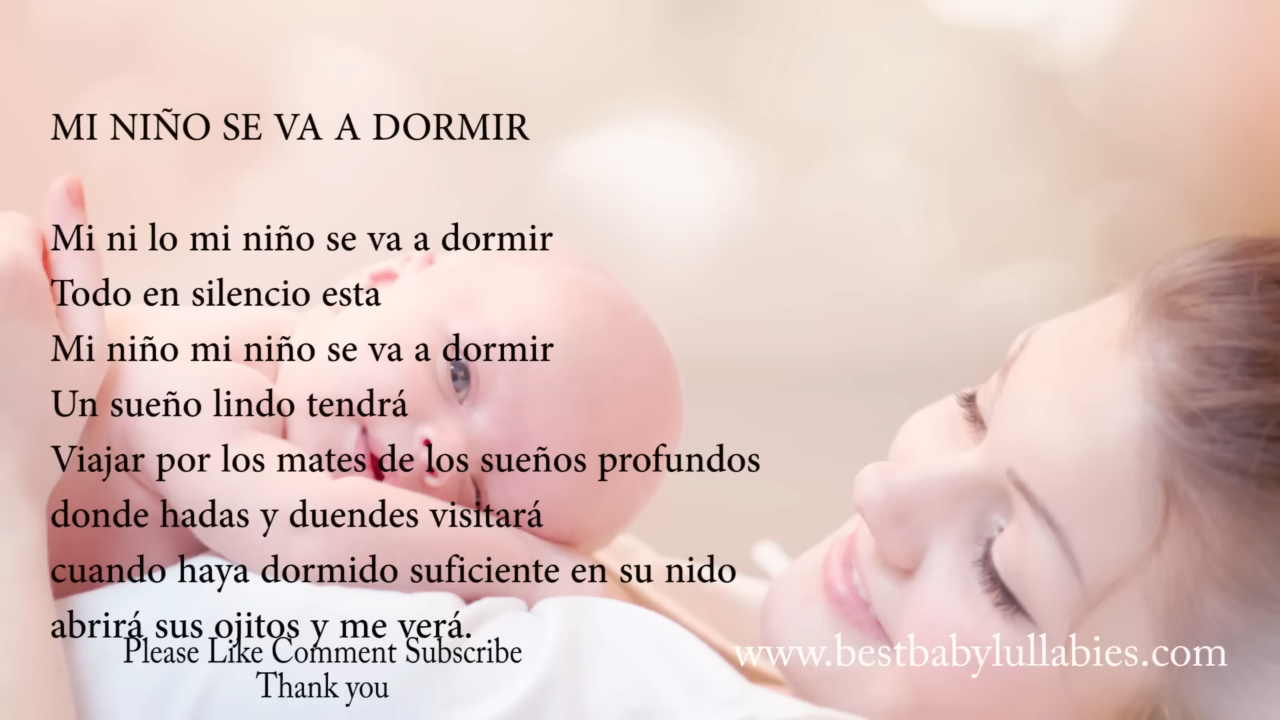 MI NIÑO SE VA A DORMIR
Mi ni lo mi niño se va a dormir
Todo en silencio esta
Mi niño mi niño se va a dormir
Un sueño lindo tendrá
Viajar por los mates de los sueños profundos
donde hadas y duendes visitará
cuando haya dormido suficiente en su nido
abrirá sus ojitos y me verá.
Please Like Comment Subscribe
Thank you
www.bestbabylullabies.com